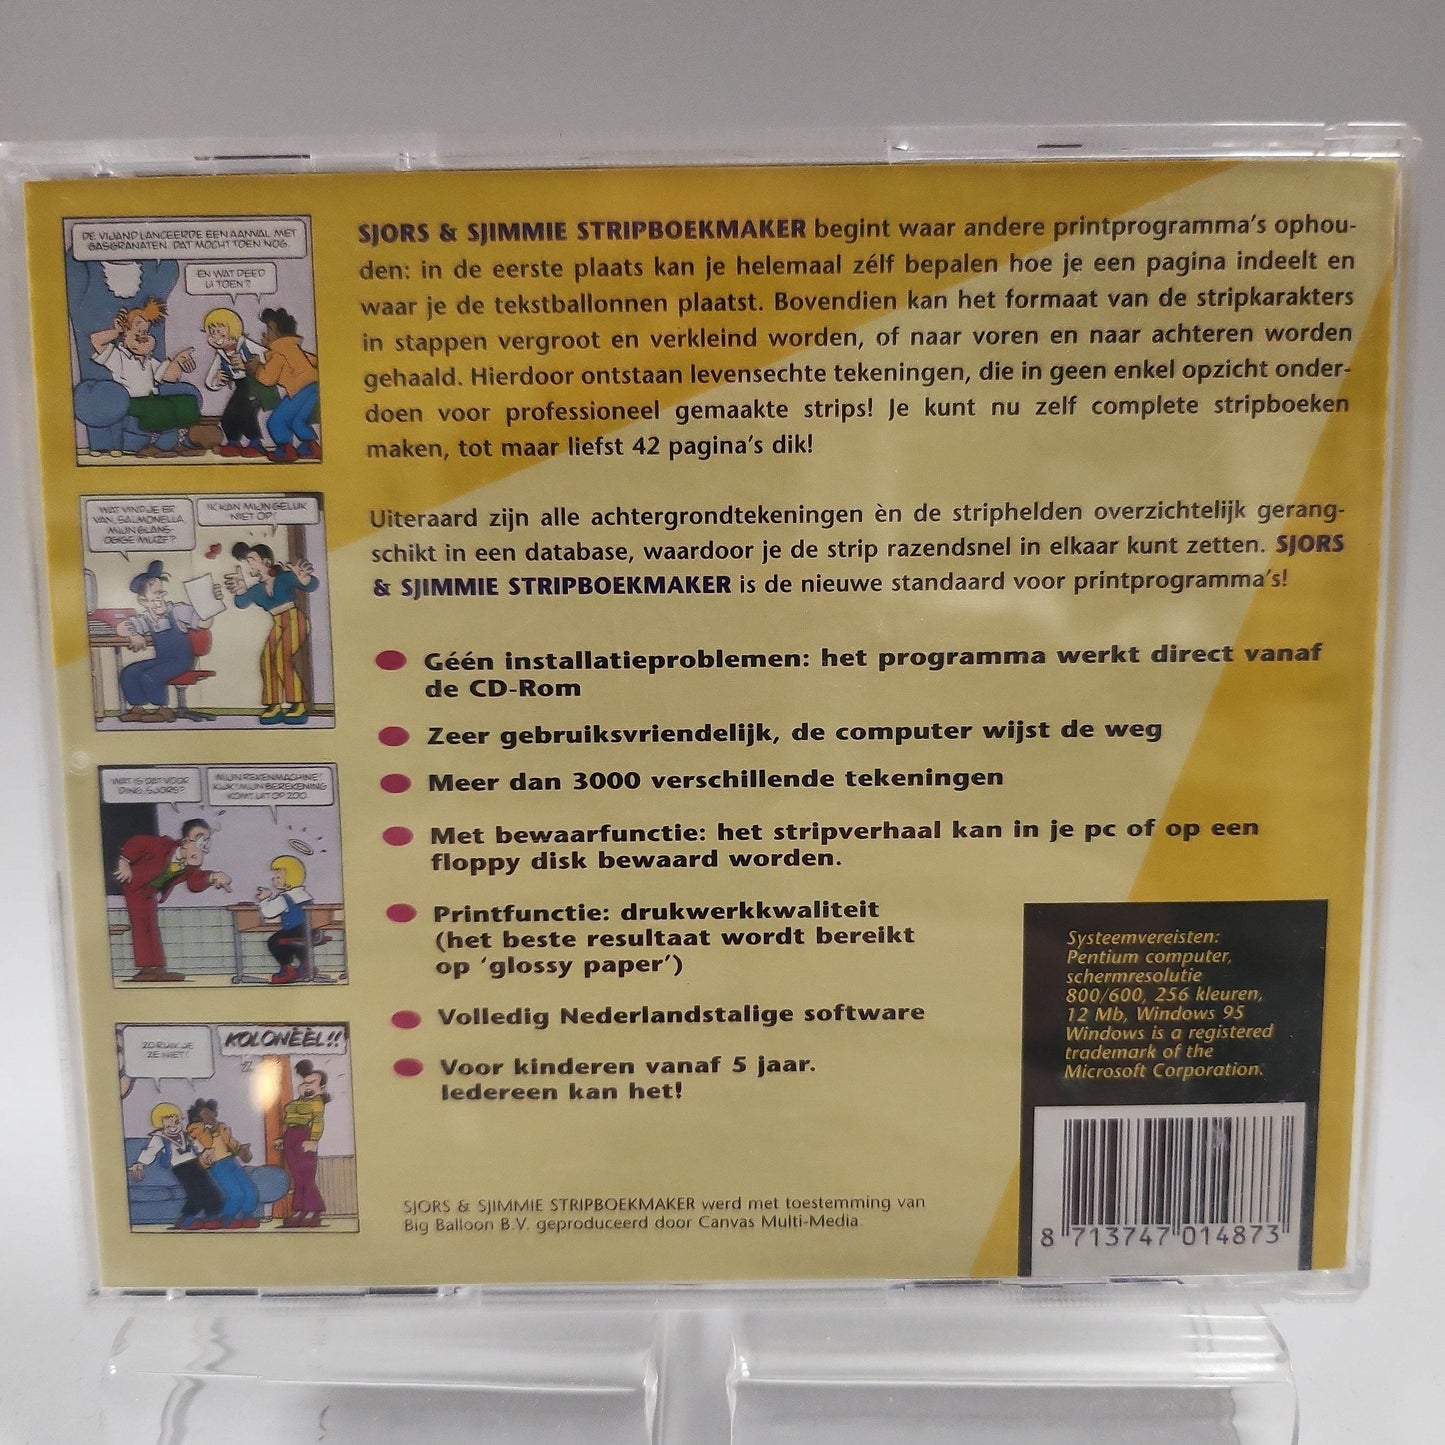 DE VIJAND LANCEERDE EEN AANVAL MET
GASGRANATEN. DAT MOCHT TOEN NOG.
EN WAT DEED
U TOEN?
WAT VIND JE ER
VAN, SALMONELLA,
MIJN GLANS-
OGIGE MUZE?
IK KAN MIJN GELUK
NIET OP!
WAT IS DAT VOOR
DING, SJORS?
MIJN REKENMACHINE!
KIJK! MIJN BEREKENING
KOMT UIT OP ZOO.
ZO RUIK JE
ZE NIET!
KOLONEEL!!
SJORS & SJIMMIE STRIPBOEKMAKER begint waar andere printprogramma's ophou-
den: in de eerste plaats kan je helemaal zélf bepalen hoe je een pagina indeelt en
waar je de tekstballonnen plaatst. Bovendien kan het formaat van de stripkarakters
in stappen vergroot en verkleind worden, of naar voren en naar achteren worden
gehaald. Hierdoor ontstaan levensechte tekeningen, die in geen enkel opzicht onder-
doen voor professioneel gemaakte strips! Je kunt nu zelf complete stripboeken
maken, tot maar liefst 42 pagina's dik!
Uiteraard zijn alle achtergrondtekeningen èn de striphelden overzichtelijk gerang-
schikt in een database, waardoor je de strip razendsnel in elkaar kunt zetten. SJORS
& SJIMMIE STRIPBOEKMAKER is de nieuwe standaard voor printprogramma's!
Géén installatieproblemen: het programma werkt direct vanaf
de CD-Rom
Zeer gebruiksvriendelijk, de computer wijst de weg
Meer dan 3000 verschillende tekeningen
Met bewaarfunctie: het stripverhaal kan in je pc of op een
floppy disk bewaard worden.
Printfunctie: drukwerkkwaliteit
(het beste resultaat wordt bereikt
op 'glossy paper')
Volledig Nederlandstalige software
Voor kinderen vanaf 5 jaar.
Iedereen kan het!
SJORS & SJIMMIE STRIPBOEKMAKER werd met toestemming van
Big Balloon B.V. geproduceerd door Canvas Multi-Media.
Systeemvereisten:
Pentium computer,
schermresolutie
800/600, 256 kleuren,
12 Mb, Windows 95
Windows is a registered
trademark of the
Microsoft Corporation.
8 713747 014873